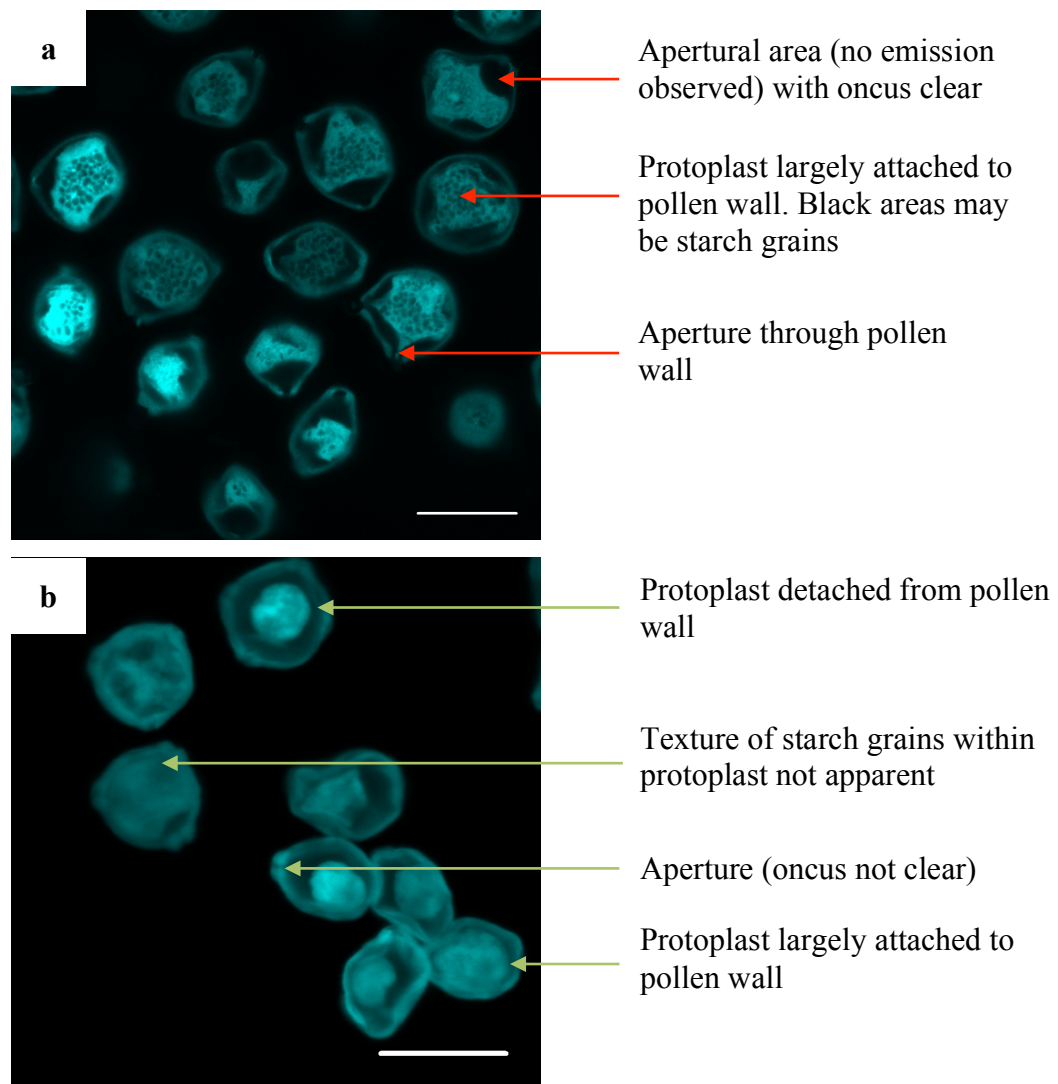 a
Apertural area (no emission
observed) with oncus clear
Protoplast largely attached to
pollen wall. Black areas may
be starch grains
Aperture through pollen
wall
b
Protoplast detached from pollen
wall
Texture of starch grains within
protoplast not apparent
Aperture (oncus not clear)
Protoplast largely attached to
pollen wall